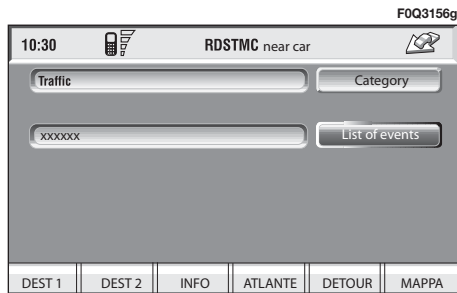 F0Q3156g
10:30 RDSTMC near car
Traffic Category
xxxxxx List of events
DEST 1 DEST 2 INFO ATLANTE DETOUR MAPPA